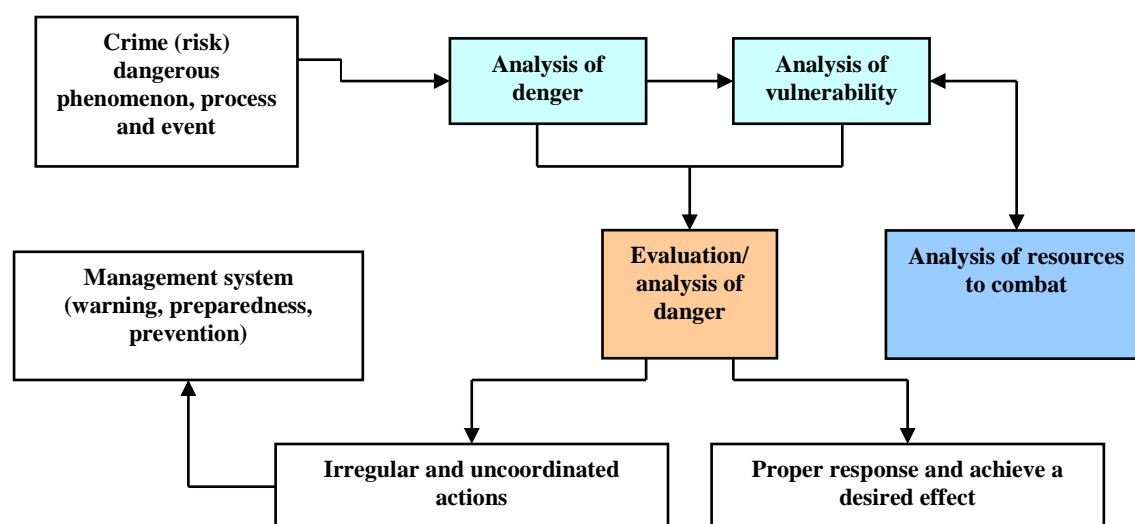 Crime (risk)
dangerous
phenomenon, process
and event
Analysis of
denger
Analysis of
vulnerability
Evaluation/
analysis of
danger
Analysis of resources
to combat
Management system
(warning, preparedness,
prevention)
Irregular and uncoordinated
actions
Proper response and achieve a
desired effect